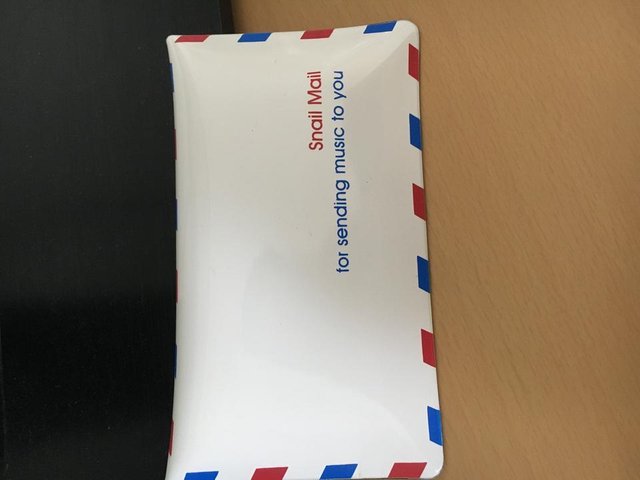 Snail Mail
for sending music to you